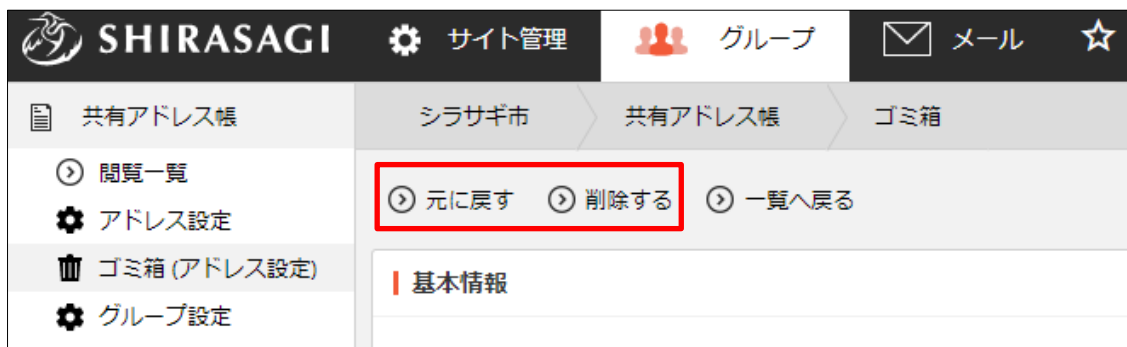 SHIRASAGI サイト管理 グループ メール
共有アドレス帳
閲覧一覧
アドレス設定
ゴミ箱 (アドレス設定)
グループ設定
シラサギ市 共有アドレス帳 ゴミ箱
元に戻す 削除する 一覧へ戻る
基本情報